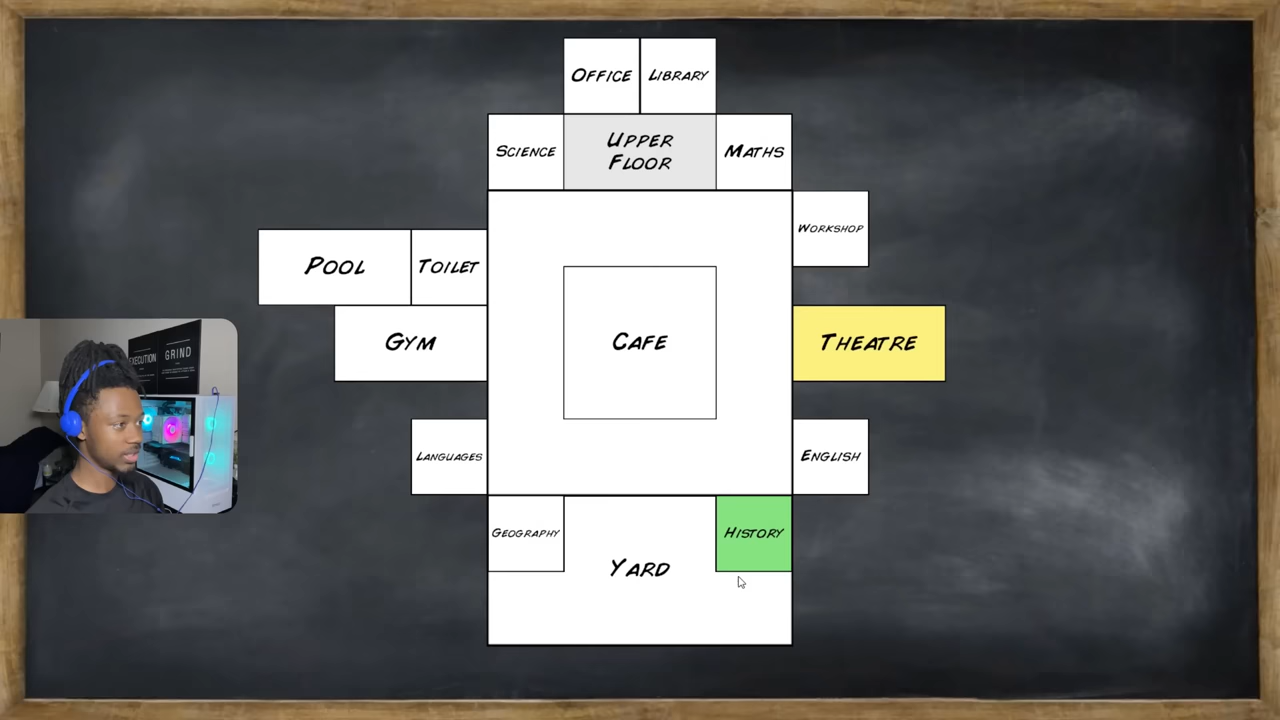 OFFICE
LIBRARY
SCIENCE
UPPER
FLOOR
MATHS
WORKSHOP
POOL
TOILET
GYM
CAFE
THEATRE
EXECUTION
GRIND
LANGUAGES
ENGLISH
GEOGRAPHY
HISTORY
YARD